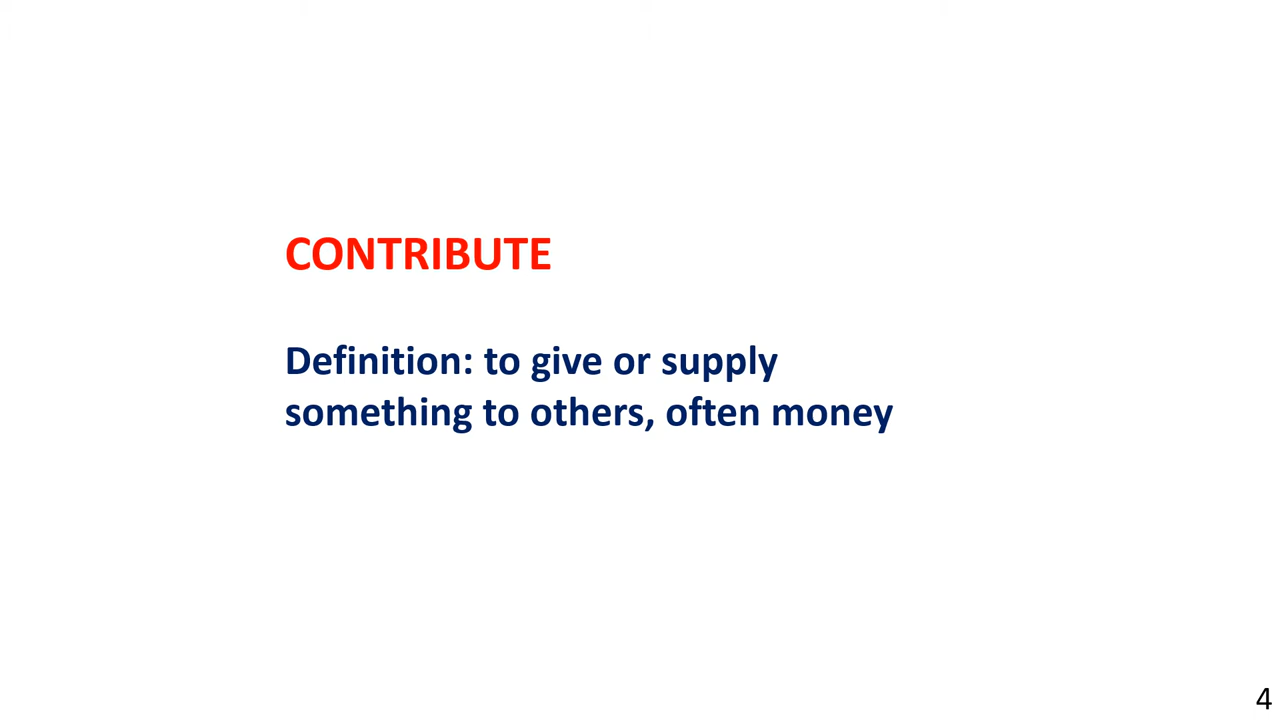 CONTRIBUTE
Definition: to give or supply
something to others, often money
4